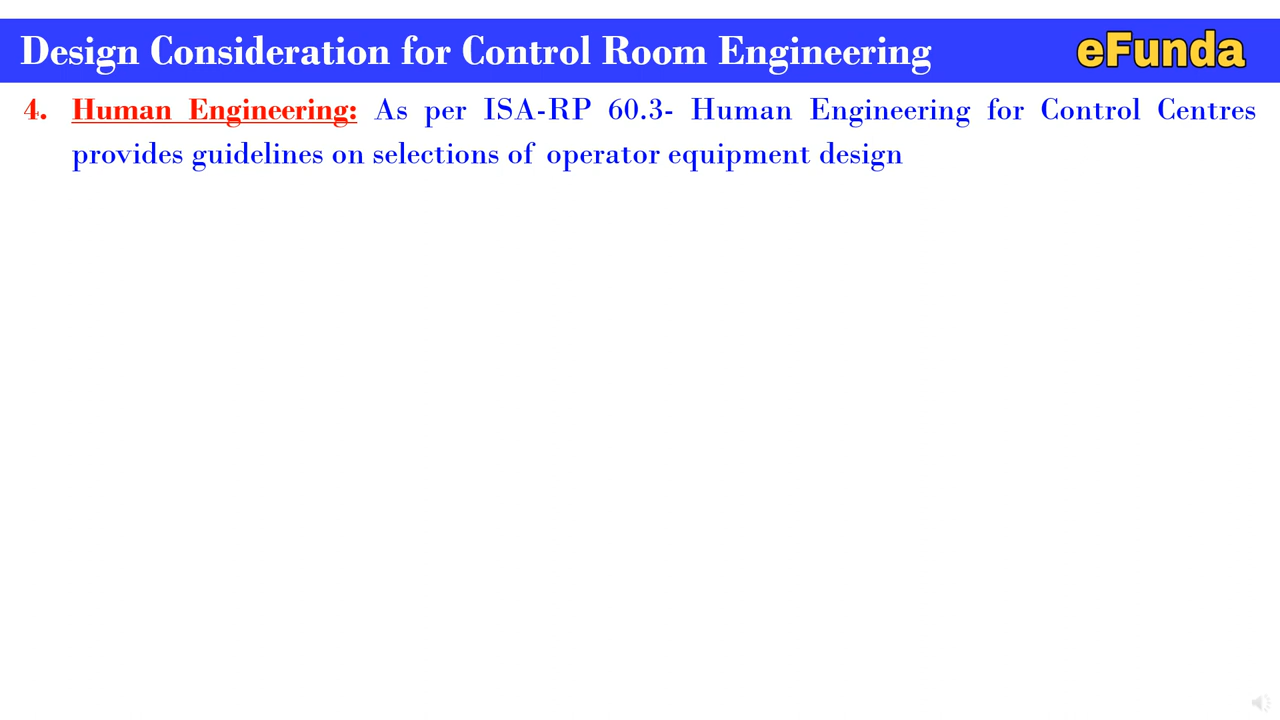 Design Consideration for Control Room Engineering
eFunda
4. Human Engineering: As per ISA-RP 60.3- Human Engineering for Control Centres
provides guidelines on selections of operator equipment design